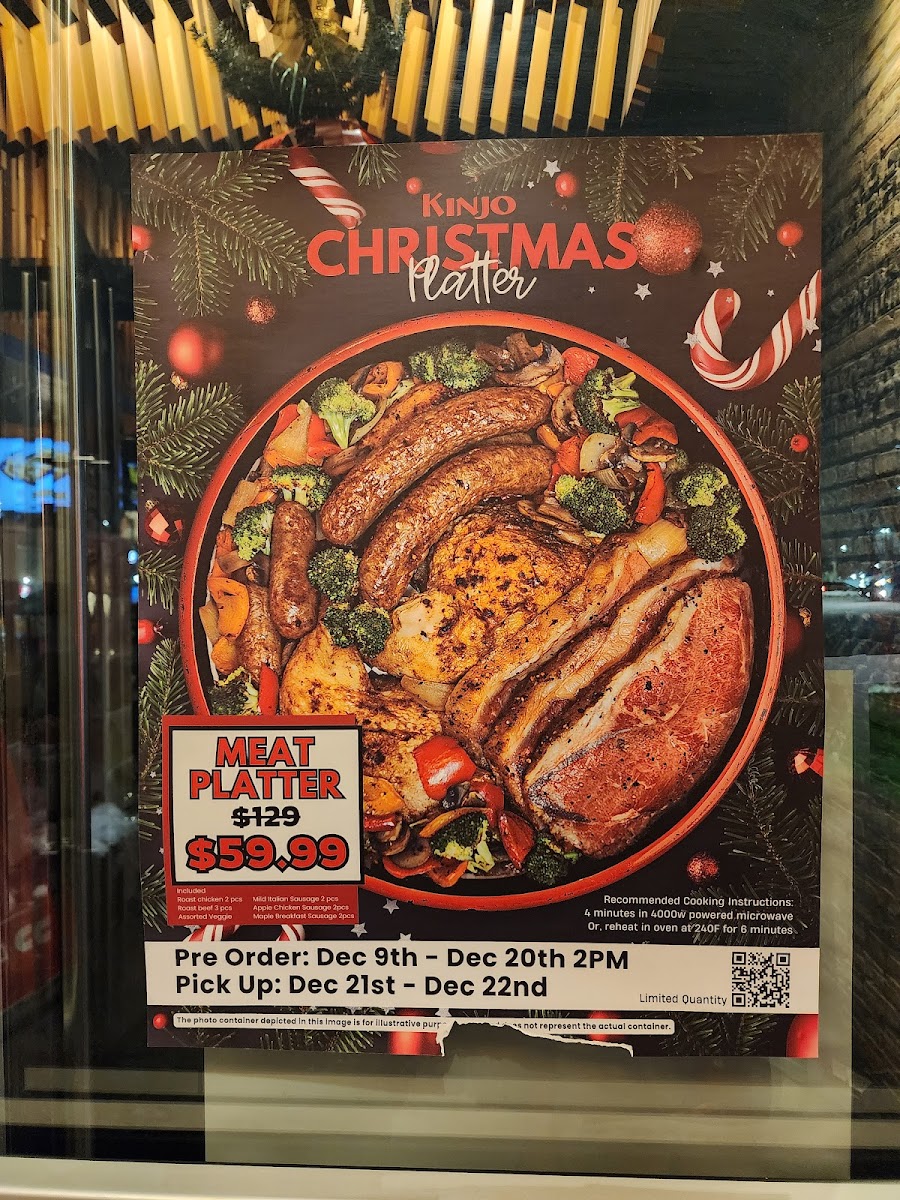 KINJO
CHRISTMAS
Platter
MEAT
PLATTER
$129
$59.99
Included
Roast chicken 2 pcs
Roast beef 3 pcs
Assorted Veggie
Mild Italian Sausage 2 pcs
Apple Chicken Sausage 2pcs
Maple Breakfast Sausage 2pcs
Recommended Cooking Instructions:
4 minutes in 4000w powered microwave
Or, reheat in oven at 240F for 6 minutes
Pre Order: Dec 9th - Dec 20th 2PM
Pick Up: Dec 21st - Dec 22nd
Limited Quantity
The photo container depicted in this image is for illustrative not represent the actual container.